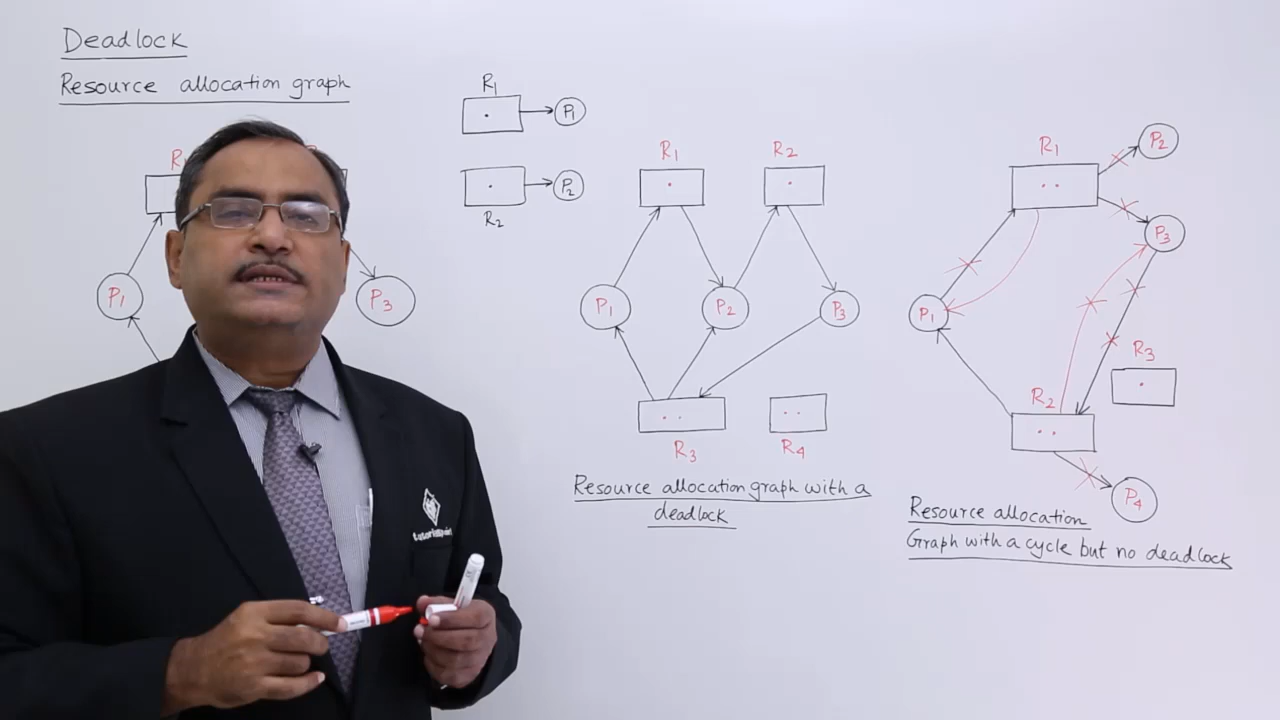 Deadlock
Resource allocation graph
R1
P1
P2
R2
P1
P3
R1
R2
P1
P2
P3
R3
R4
Resource allocation graph with a
deadlock
R1
P2
P3
P1
R3
R2
P4
Resource allocation
Graph with a cycle but no deadlock